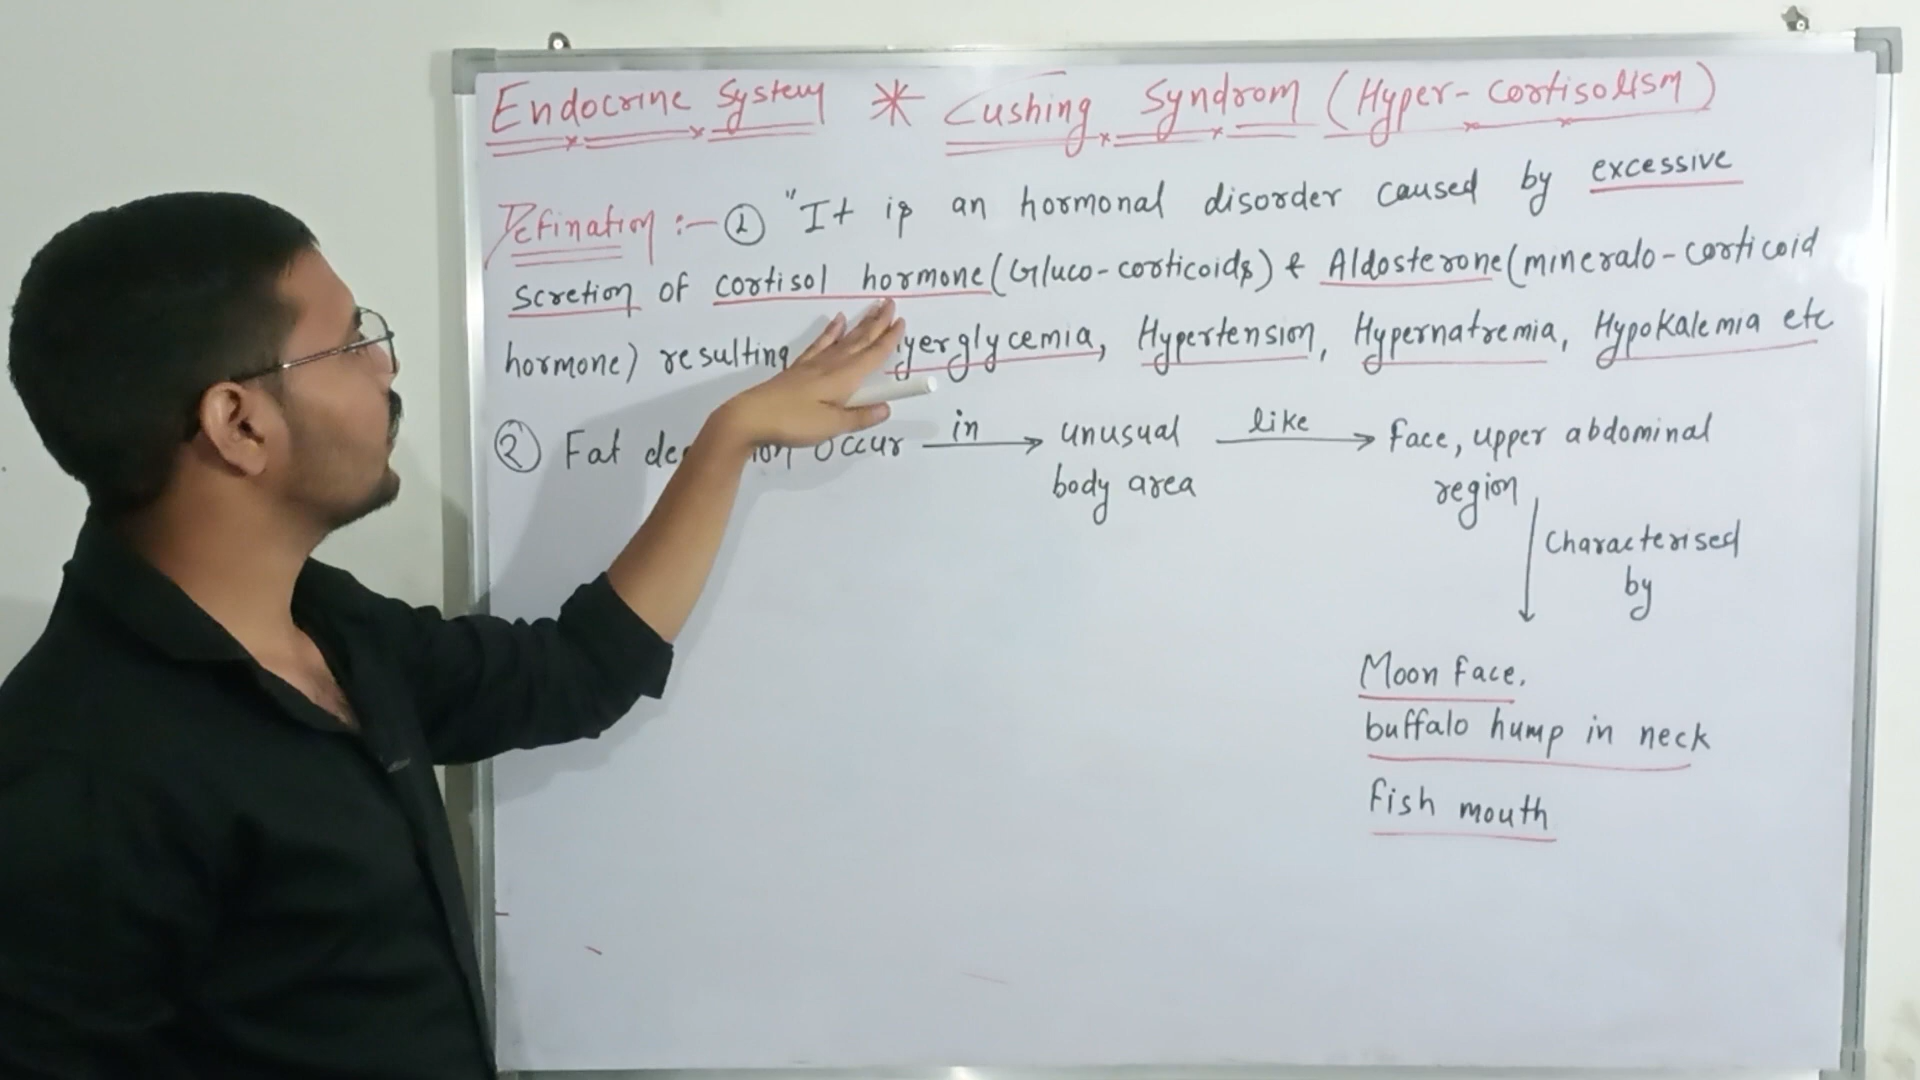 Endocrine System * Cushing Syndrom (Hyper-cortisolism)
Defination :- ① "It is an hormonal disorder caused by excessive
Scretion of cortisol hormone (Gluco-corticoids) & Aldosterone (mineralo-corticoid
hormone) resulting yerglycemia, Hypertension, Hypernatremia, Hypokalemia etc
② Fat occur in → unusual like → face, upper abdominal
body area region
Characterised
by
Moon face,
buffalo hump in neck
fish mouth